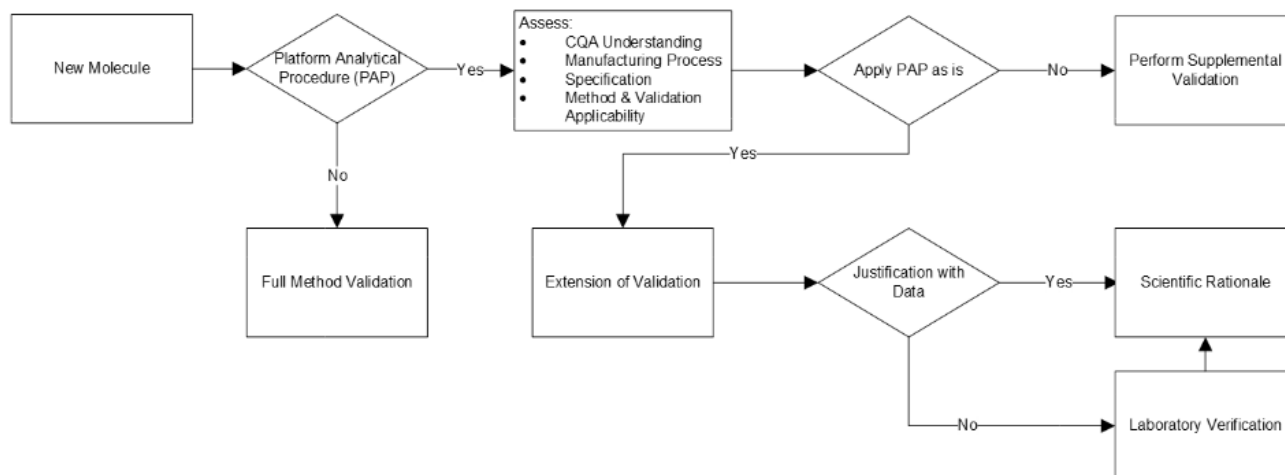 New Molecule
Platform Analytical
Procedure (PAP)
Yes
Assess:
• CQA Understanding
• Manufacturing Process
• Specification
• Method & Validation
Applicability
Apply PAP as is
No
Perform Supplemental
Validation
Yes
No
Full Method Validation
Extension of Validation
Justification with
Data
Yes
Scientific Rationale
No
Laboratory Verification